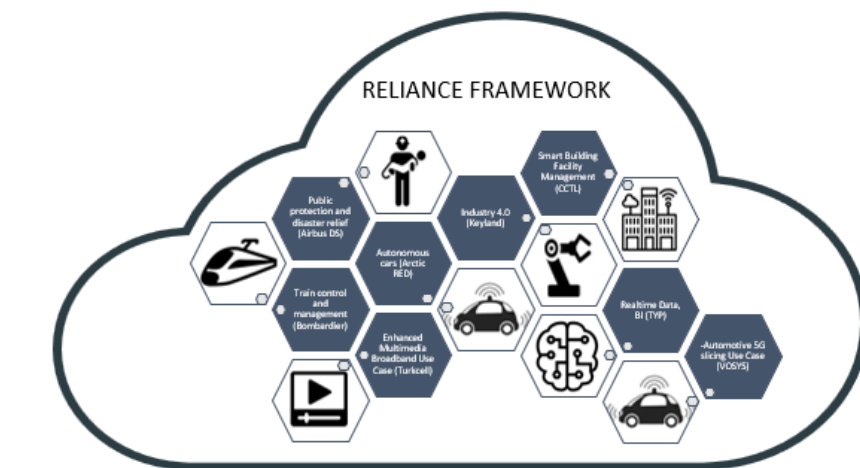 RELIANCE FRAMEWORK
Smart Building
Facility
Management
(CCTL)
Public
protection and
disaster relief
(Airbus DS)
Industry 4.0
(Keyland)
Autonomous
cars (Arctic
RED)
Train control
and
management
(Bombardier)
Realtime Data,
BI (TYP)
Enhanced
Multimedia
Broadband Use
Case (Turkcell)
-Automotive 5G
slicing Use Case
(VOSYS)